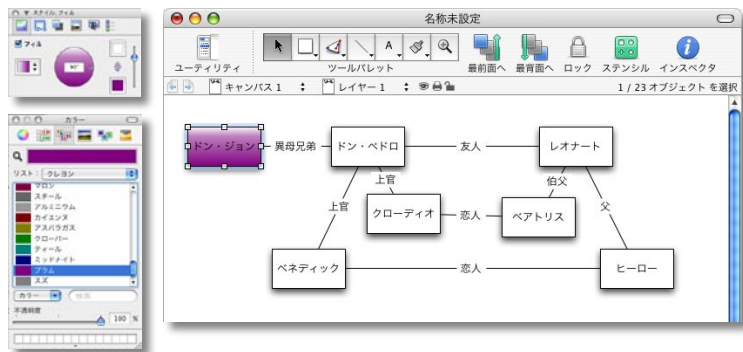 スタイル: フィル
フィル
90°
カラー
リスト: クレヨン
マロン
スチール
アルミニウム
カイエンヌ
アスパラガス
クローバー
ティール
ミッドナイト
プラム
スズ
カラー
検索
不透明度
100 %
名称未設定
ユーティリティ
ツールパレット
最前面へ
最背面へ
ロック
ステンシル
インスペクタ
キャンバス 1
レイヤー 1
1 / 23 オブジェクト を選択
ドン・ジョン
異母兄弟
ドン・ペドロ
友人
レオナート
上官
伯父
上官
クローディオ
恋人
ベアトリス
父
ベネディック
恋人
ヒーロー